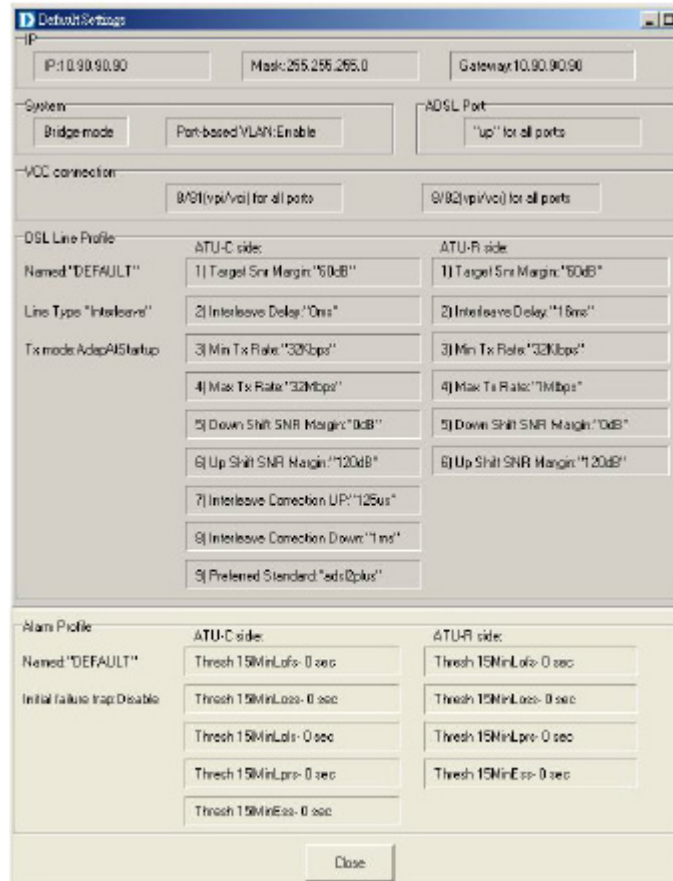 Default Settings
IP
IP:10.90.90.90 Mask:255.255.255.0 Gateway:10.90.90.90
System ADSL Port
Bridge-mode Port-based VLAN:Enable "up" for all ports
VCC connection
8/81(vpi/vci) for all ports 8/82(vpi/vci) for all ports
DSL Line Profile
ATU-C side: ATU-R side:
Named:"DEFAULT" 1) Target Snr Margin:"60dB" 1) Target Snr Margin:"60dB"
Line Type "Interleave" 2) Interleave Delay:"0ms" 2) Interleave Delay:"16ms"
Tx mode:AdapAtStartup 3) Min Tx Rate:"32Kbps" 3) Min Tx Rate:"32Kbps"
4) Max Tx Rate:"32Mbps" 4) Max Tx Rate:"1Mbps"
5) Down Shift SNR Margin:"0dB" 5) Down Shift SNR Margin:"0dB"
6) Up Shift SNR Margin:"120dB" 6) Up Shift SNR Margin:"120dB"
7) Interleave Correction UP:"125us"
8) Interleave Correction Down:"1ms"
9) Preferred Standard:"adsl2plus"
Alarm Profile
ATU-C side: ATU-R side:
Named:"DEFAULT" Thresh 15MinLofs- 0 sec Thresh 15MinLofs- 0 sec
Initial failure trap:Disable Thresh 15MinLoss- 0 sec Thresh 15MinLoss- 0 sec
Thresh 15MinLols- 0 sec Thresh 15MinLprs- 0 sec
Thresh 15MinLprs- 0 sec Thresh 15MinEss- 0 sec
Thresh 15MinEss- 0 sec
Close